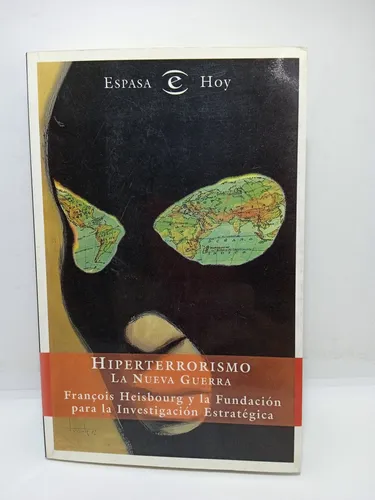 ESPASA e HOY
HIPERTERRORISMO
LA NUEVA GUERRA
François Heisbourg y la Fundación
para la Investigación Estratégica